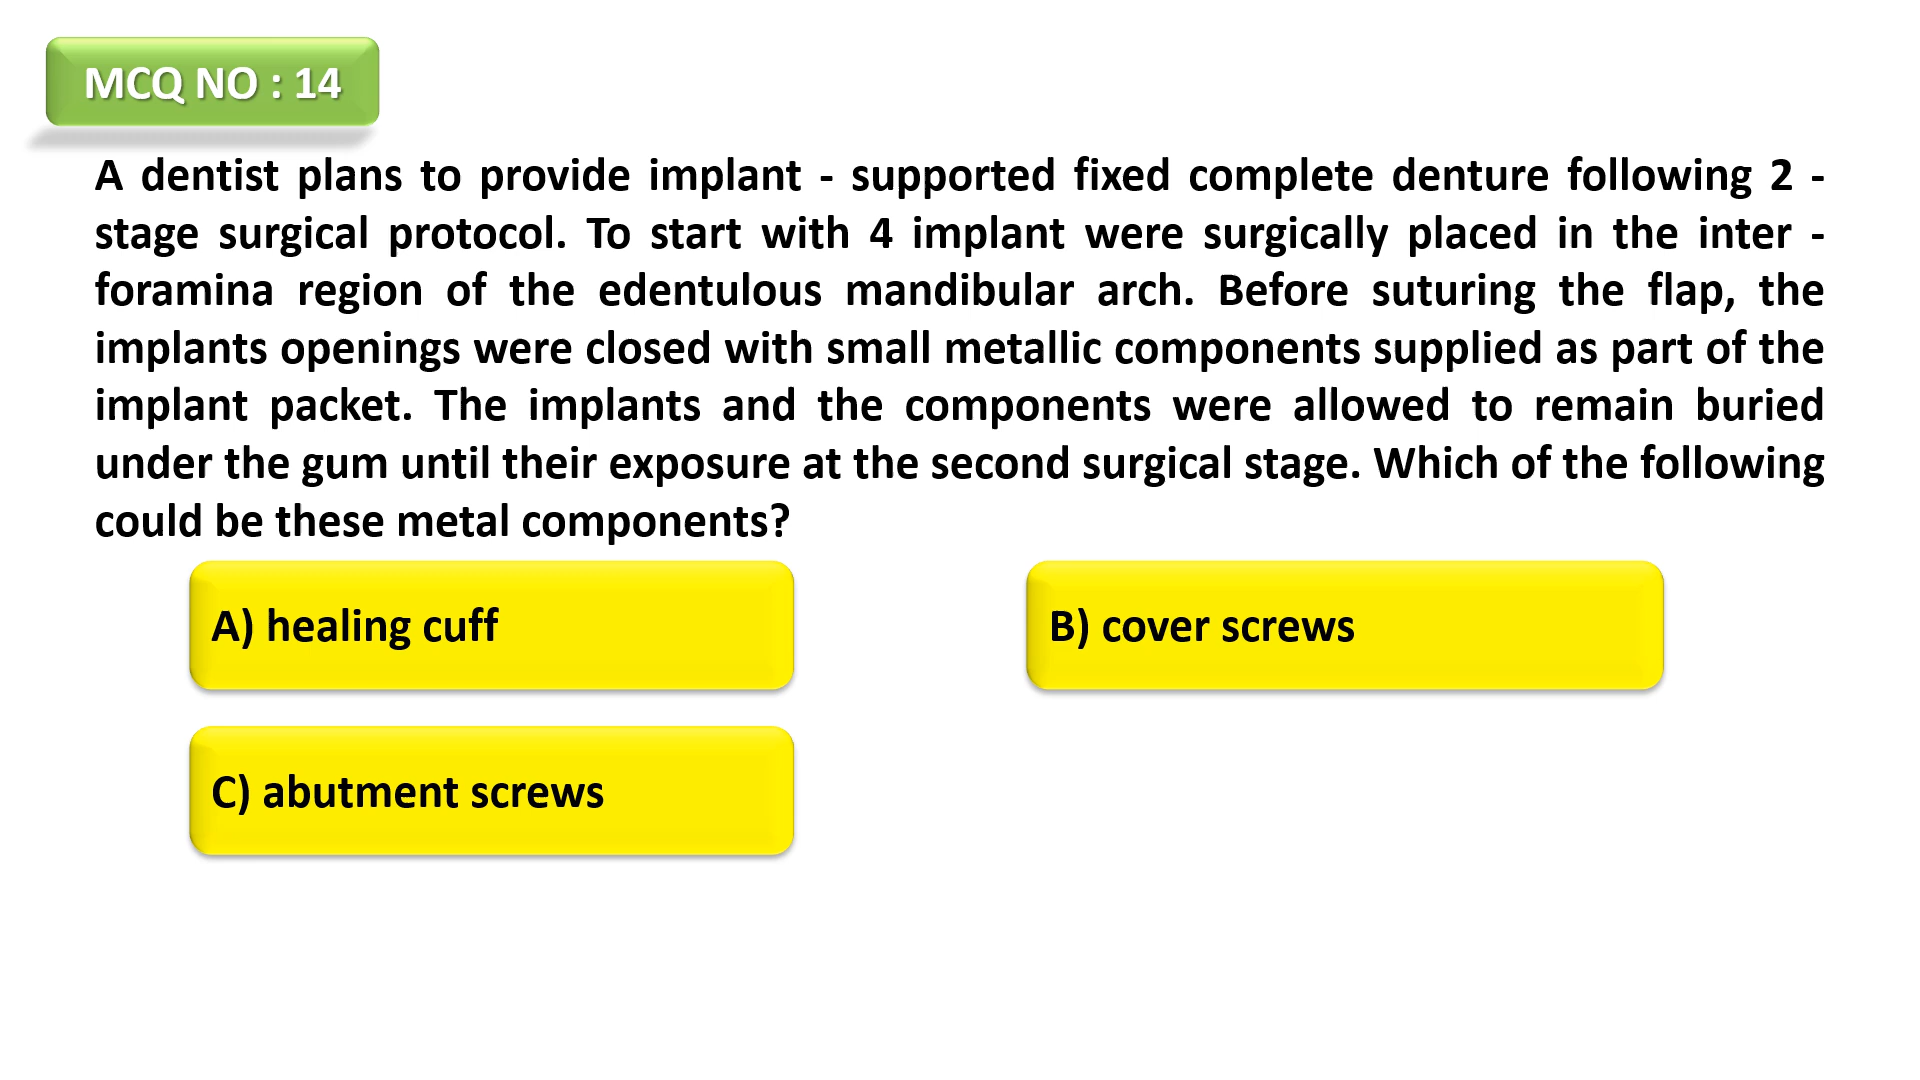 MCQ NO : 14
A dentist plans to provide implant - supported fixed complete denture following 2 -
stage surgical protocol. To start with 4 implant were surgically placed in the inter -
foramina region of the edentulous mandibular arch. Before suturing the flap, the
implants openings were closed with small metallic components supplied as part of the
implant packet. The implants and the components were allowed to remain buried
under the gum until their exposure at the second surgical stage. Which of the following
could be these metal components?
A) healing cuff
B) cover screws
C) abutment screws